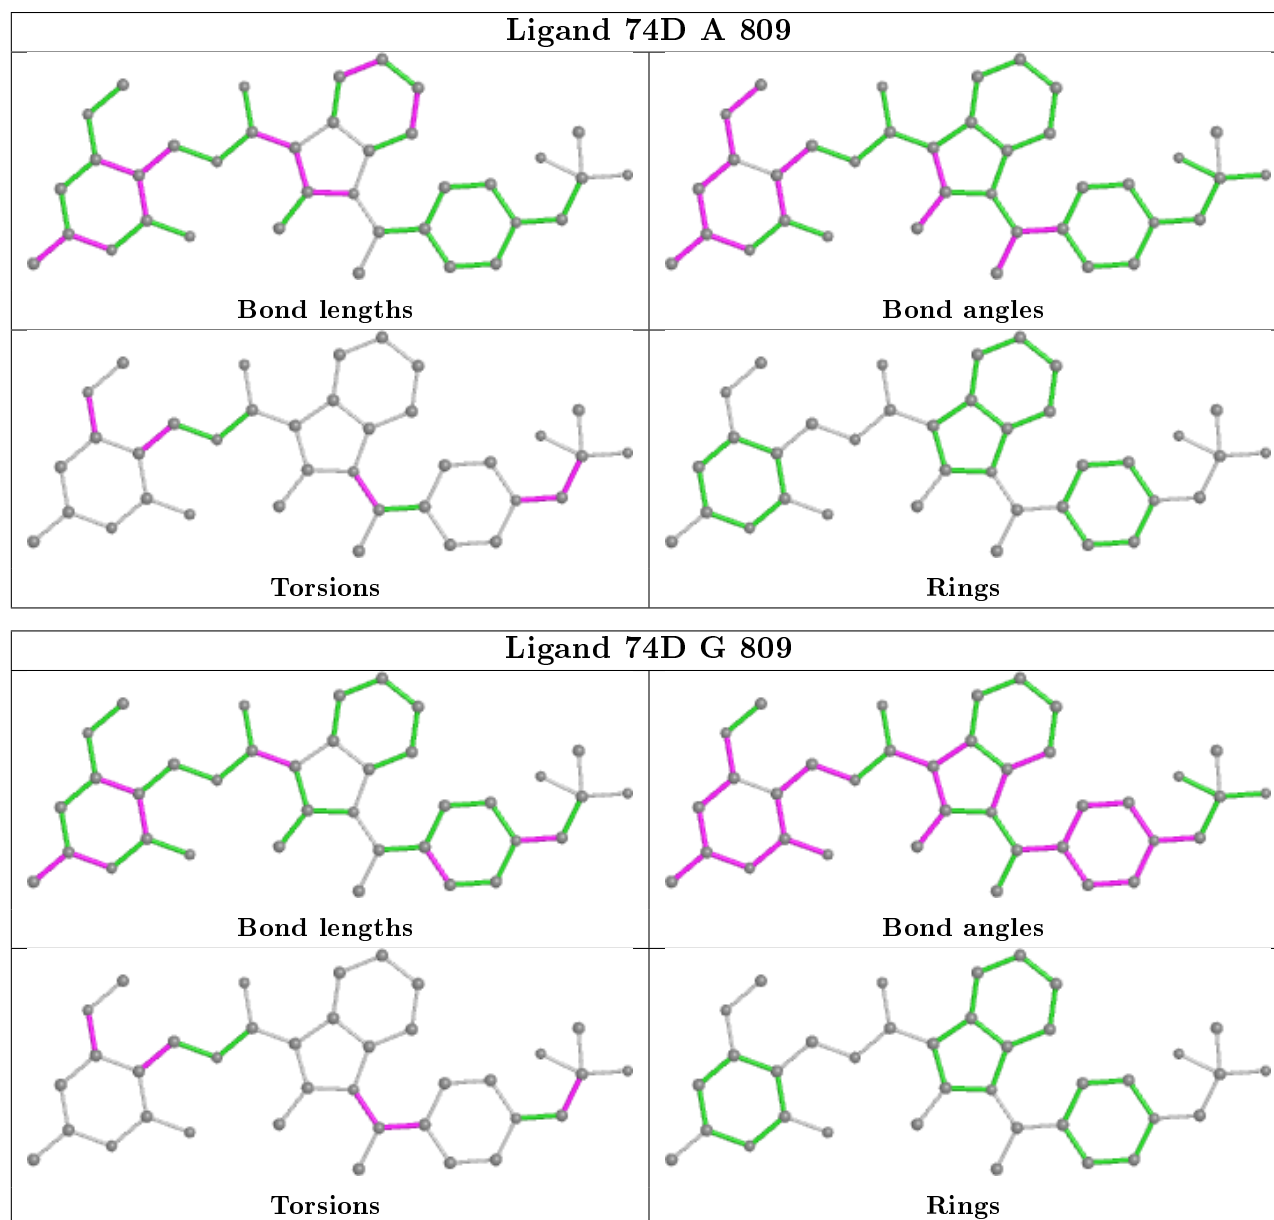 Ligand 74D A 809
Bond lengths
Bond angles
Torsions
Rings
Ligand 74D G 809
Bond lengths
Bond angles
Torsions
Rings